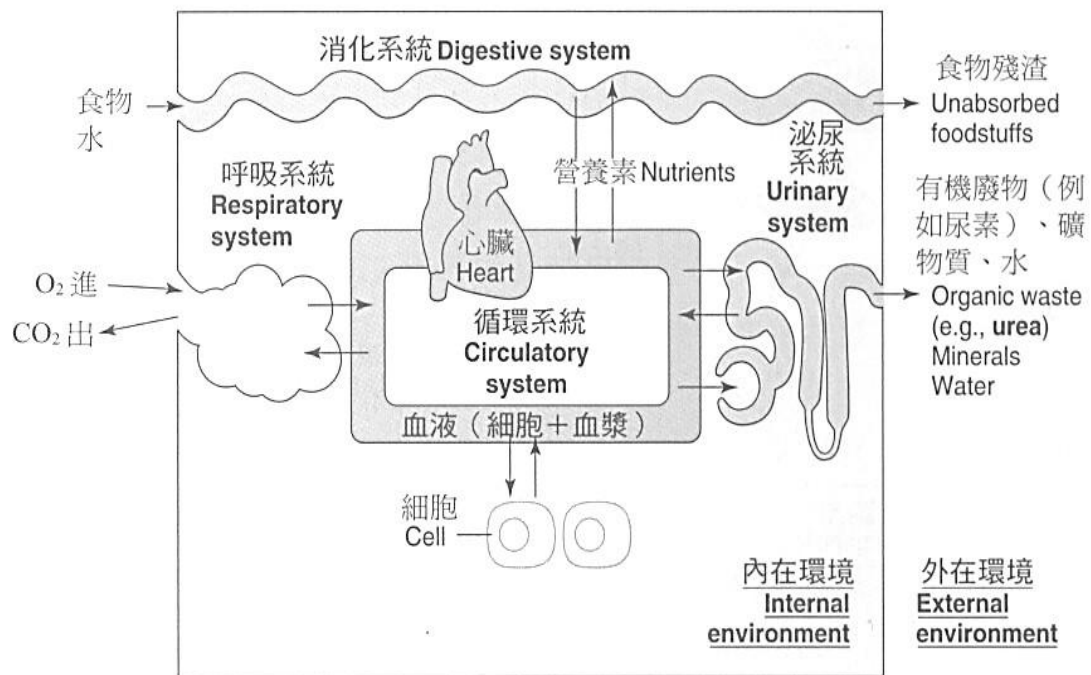 消化系統 Digestive system
食物
水
食物殘渣
Unabsorbed
foodstuffs
呼吸系統
Respiratory
system
營養素 Nutrients
泌尿
系統
Urinary
system
有機廢物（例
如尿素）、礦
物質、水
Organic waste
(e.g., urea)
Minerals
Water
心臟
Heart
O₂ 進
CO₂ 出
循環系統
Circulatory
system
血液（細胞＋血漿）
細胞
Cell
內在環境
Internal
environment
外在環境
External
environment